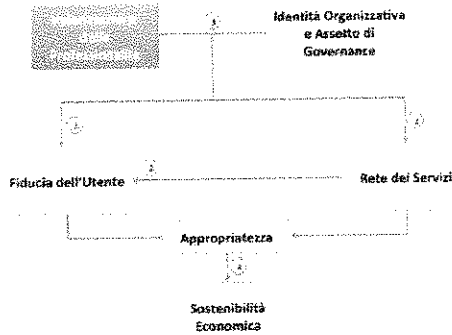 Identità Organizzativa
e Assetto di
Governance
Fiducia dell'Utente
Rete dei Servizi
Appropriatezza
Sostenibilità
Economica